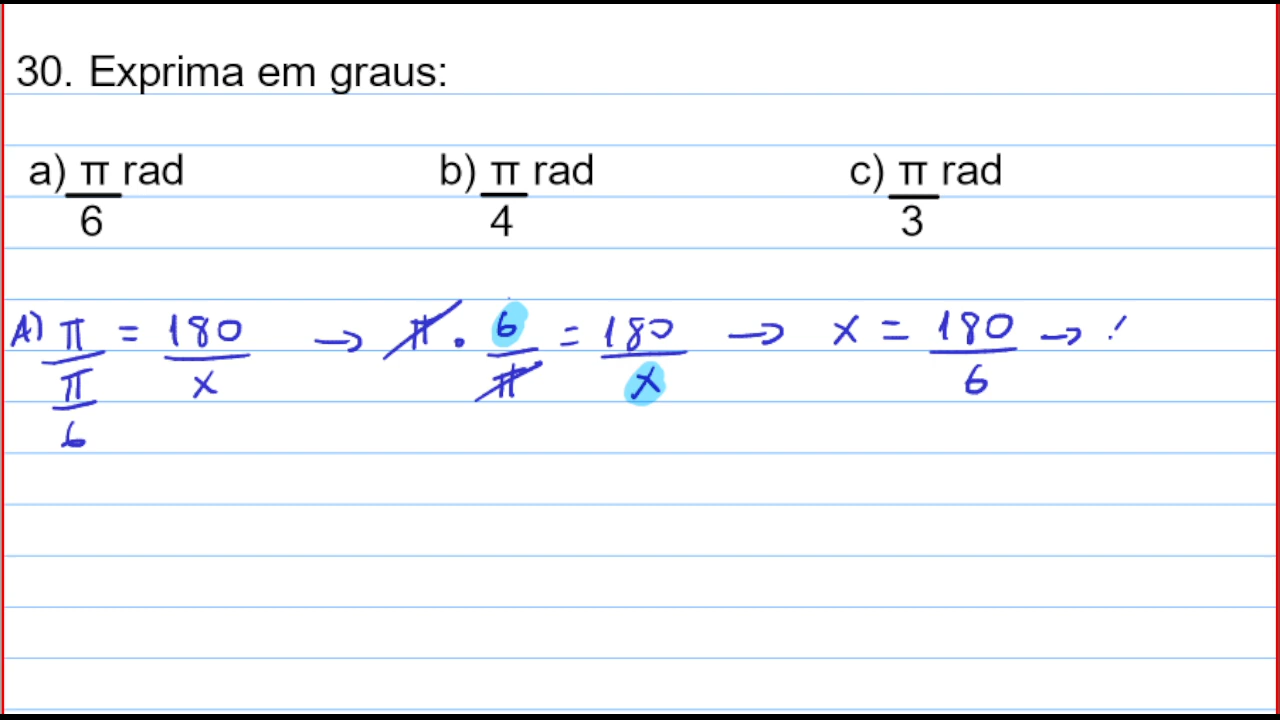 30. Exprima em graus:
a) π/6 rad b) π/4 rad c) π/3 rad
A) π/(π/6) = 180/x → π · 6/π = 180/x → x = 180/6 →